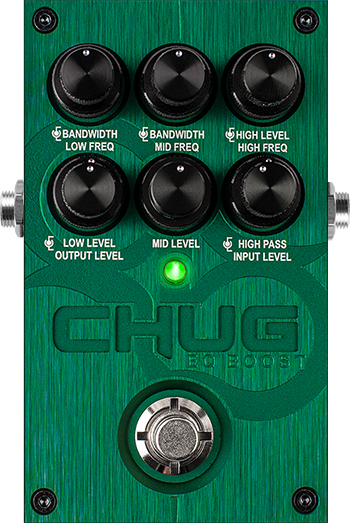 BANDWIDTH BANDWIDTH HIGH LEVEL
LOW FREQ MID FREQ HIGH FREQ
LOW LEVEL MID LEVEL HIGH PASS
OUTPUT LEVEL INPUT LEVEL
CHUG
EQ BOOST